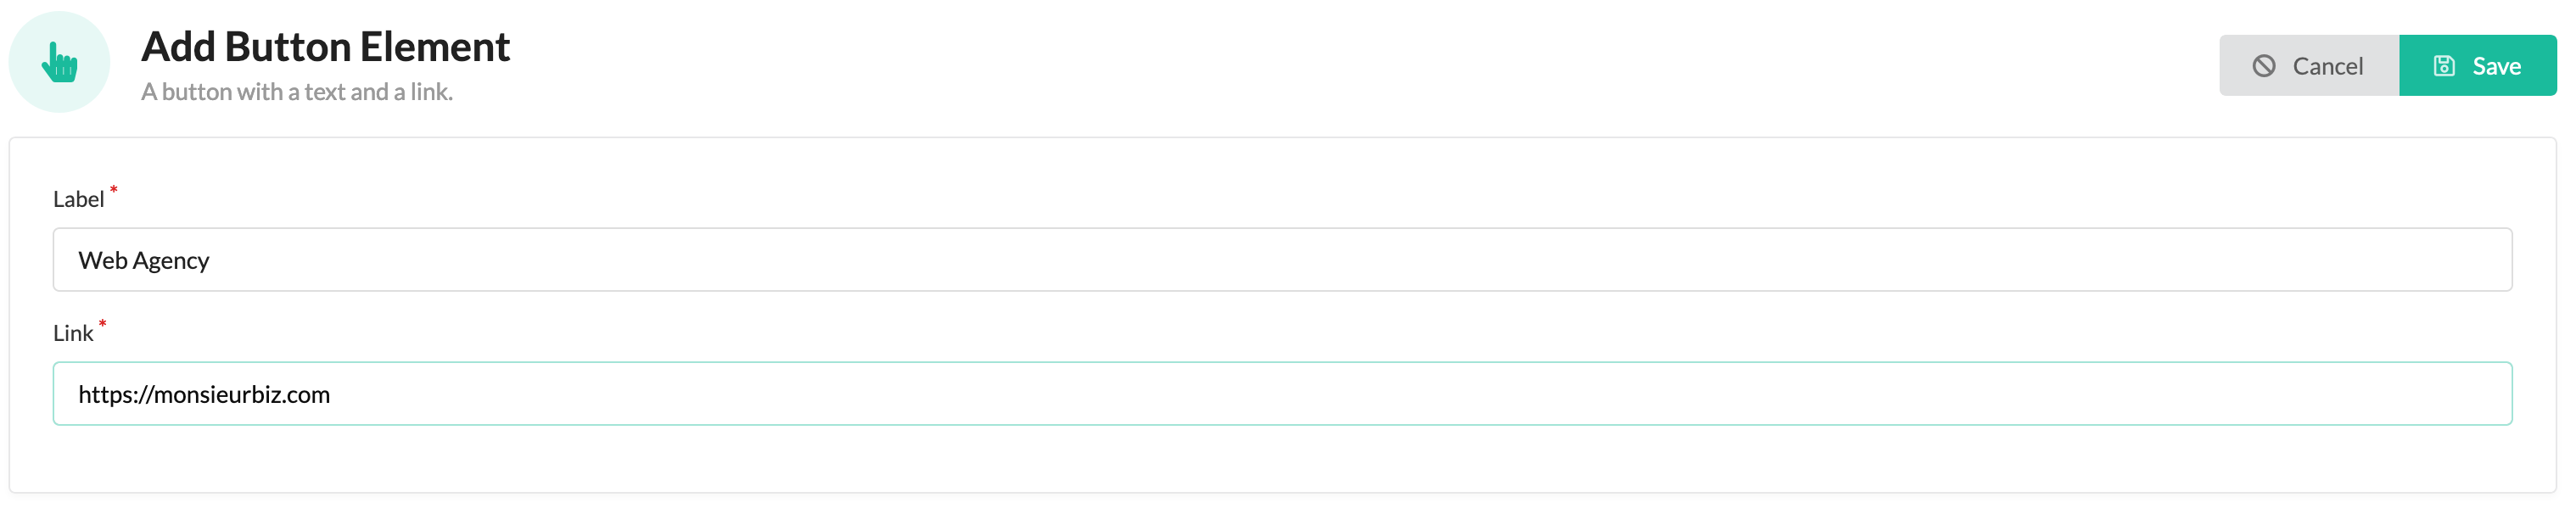 Add Button Element
A button with a text and a link.
Cancel
Save
Label *
Web Agency
Link *
https://monsieurbiz.com